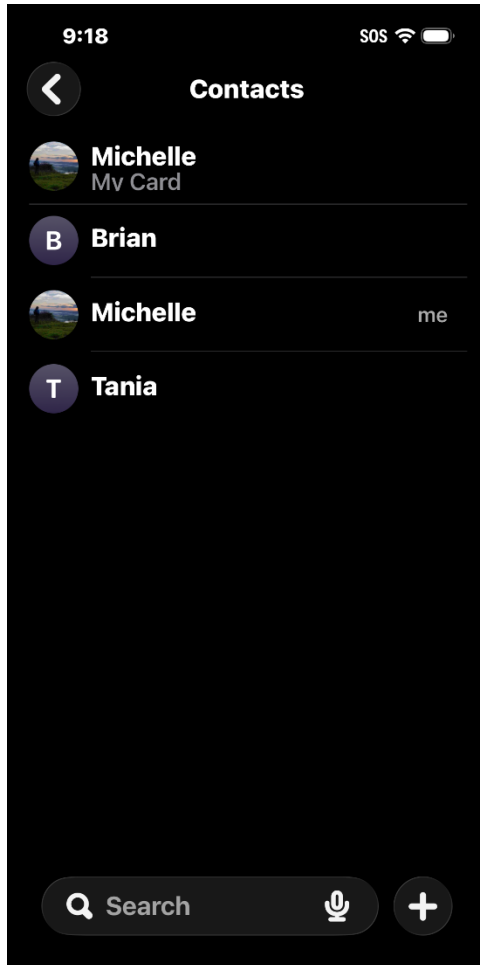 9:18
SOS
Contacts
Michelle
My Card
B
Brian
Michelle
me
T
Tania
Search